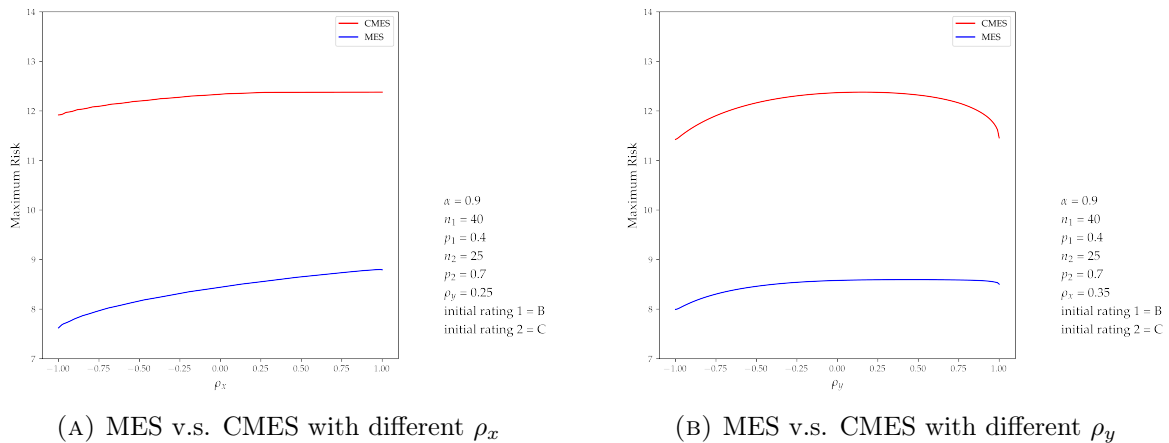 14
13
12
11
10
9
8
7
Maximum Risk
CMES
MES
−1.00 −0.75 −0.50 −0.25 0.00 0.25 0.50 0.75 1.00
ρx
α = 0.9
n1 = 40
p1 = 0.4
n2 = 25
p2 = 0.7
ρy = 0.25
initial rating 1 = B
initial rating 2 = C
(A) MES v.s. CMES with different ρx
14
13
12
11
10
9
8
7
Maximum Risk
CMES
MES
−1.00 −0.75 −0.50 −0.25 0.00 0.25 0.50 0.75 1.00
ρy
α = 0.9
n1 = 40
p1 = 0.4
n2 = 25
p2 = 0.7
ρx = 0.35
initial rating 1 = B
initial rating 2 = C
(B) MES v.s. CMES with different ρy